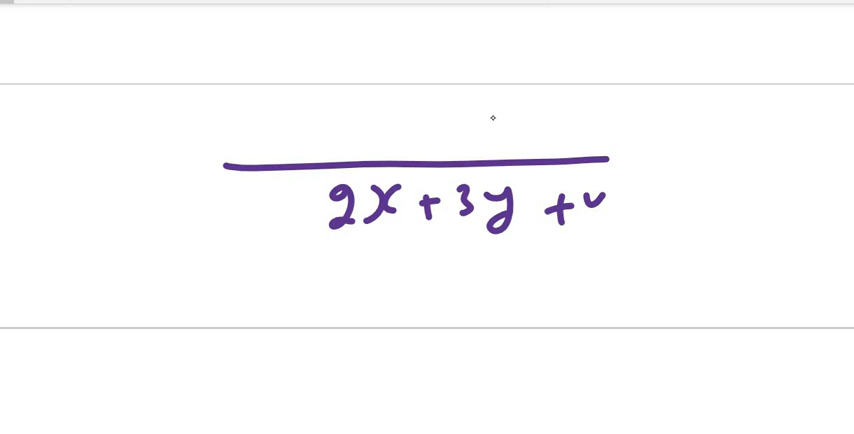 2x + 3y + v